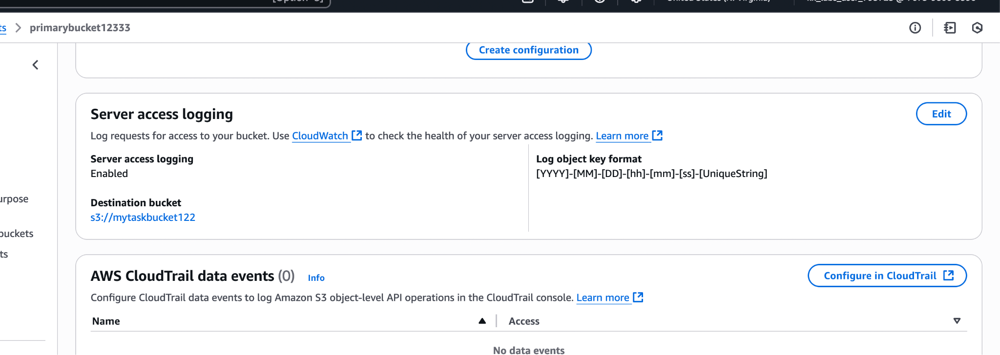 ts > primarybucket12333
Create configuration
Server access logging
Edit
Log requests for access to your bucket. Use CloudWatch to check the health of your server access logging. Learn more
Server access logging
Enabled
Log object key format
[YYYY]-[MM]-[DD]-[hh]-[mm]-[ss]-[UniqueString]
Destination bucket
s3://mytaskbucket122
urpose
buckets
ts
AWS CloudTrail data events (0) Info
Configure in CloudTrail
Configure CloudTrail data events to log Amazon S3 object-level API operations in the CloudTrail console. Learn more
Name
Access
No data events